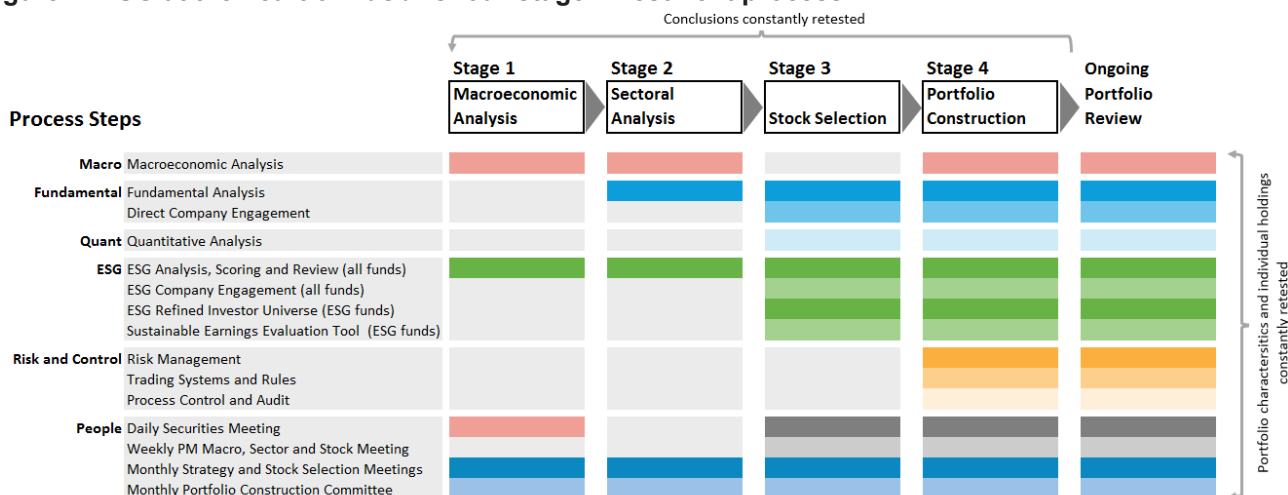 Conclusions constantly retested
Stage 1
Macroeconomic
Analysis
Stage 2
Sectoral
Analysis
Stage 3
Stock Selection
Stage 4
Portfolio
Construction
Ongoing
Portfolio
Review
Process Steps
Macro Macroeconomic Analysis
Fundamental Fundamental Analysis
Direct Company Engagement
Quant Quantitative Analysis
ESG ESG Analysis, Scoring and Review (all funds)
ESG Company Engagement (all funds)
ESG Refined Investor Universe (ESG funds)
Sustainable Earnings Evaluation Tool (ESG funds)
Risk and Control Risk Management
Trading Systems and Rules
Process Control and Audit
People Daily Securities Meeting
Weekly PM Macro, Sector and Stock Meeting
Monthly Strategy and Stock Selection Meetings
Monthly Portfolio Construction Committee
Portfolio charactersitics and individual holdings
constantly retested